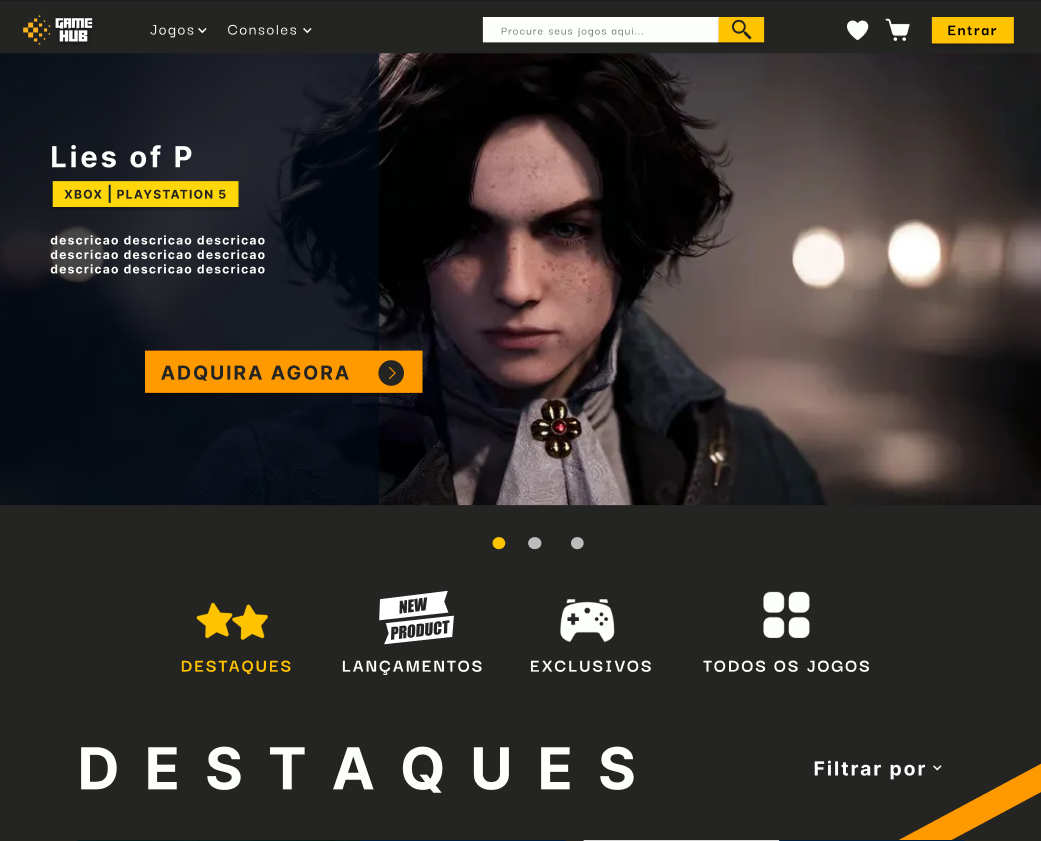 GAME
HUB
Jogos
Consoles
Procure seus jogos aqui...
Entrar
Lies of P
XBOX | PLAYSTATION 5
descricao descricao descricao
descricao descricao descricao
descricao descricao descricao
ADQUIRA AGORA
NEW
PRODUCT
DESTAQUES
LANÇAMENTOS
EXCLUSIVOS
TODOS OS JOGOS
DESTAQUES
Filtrar por